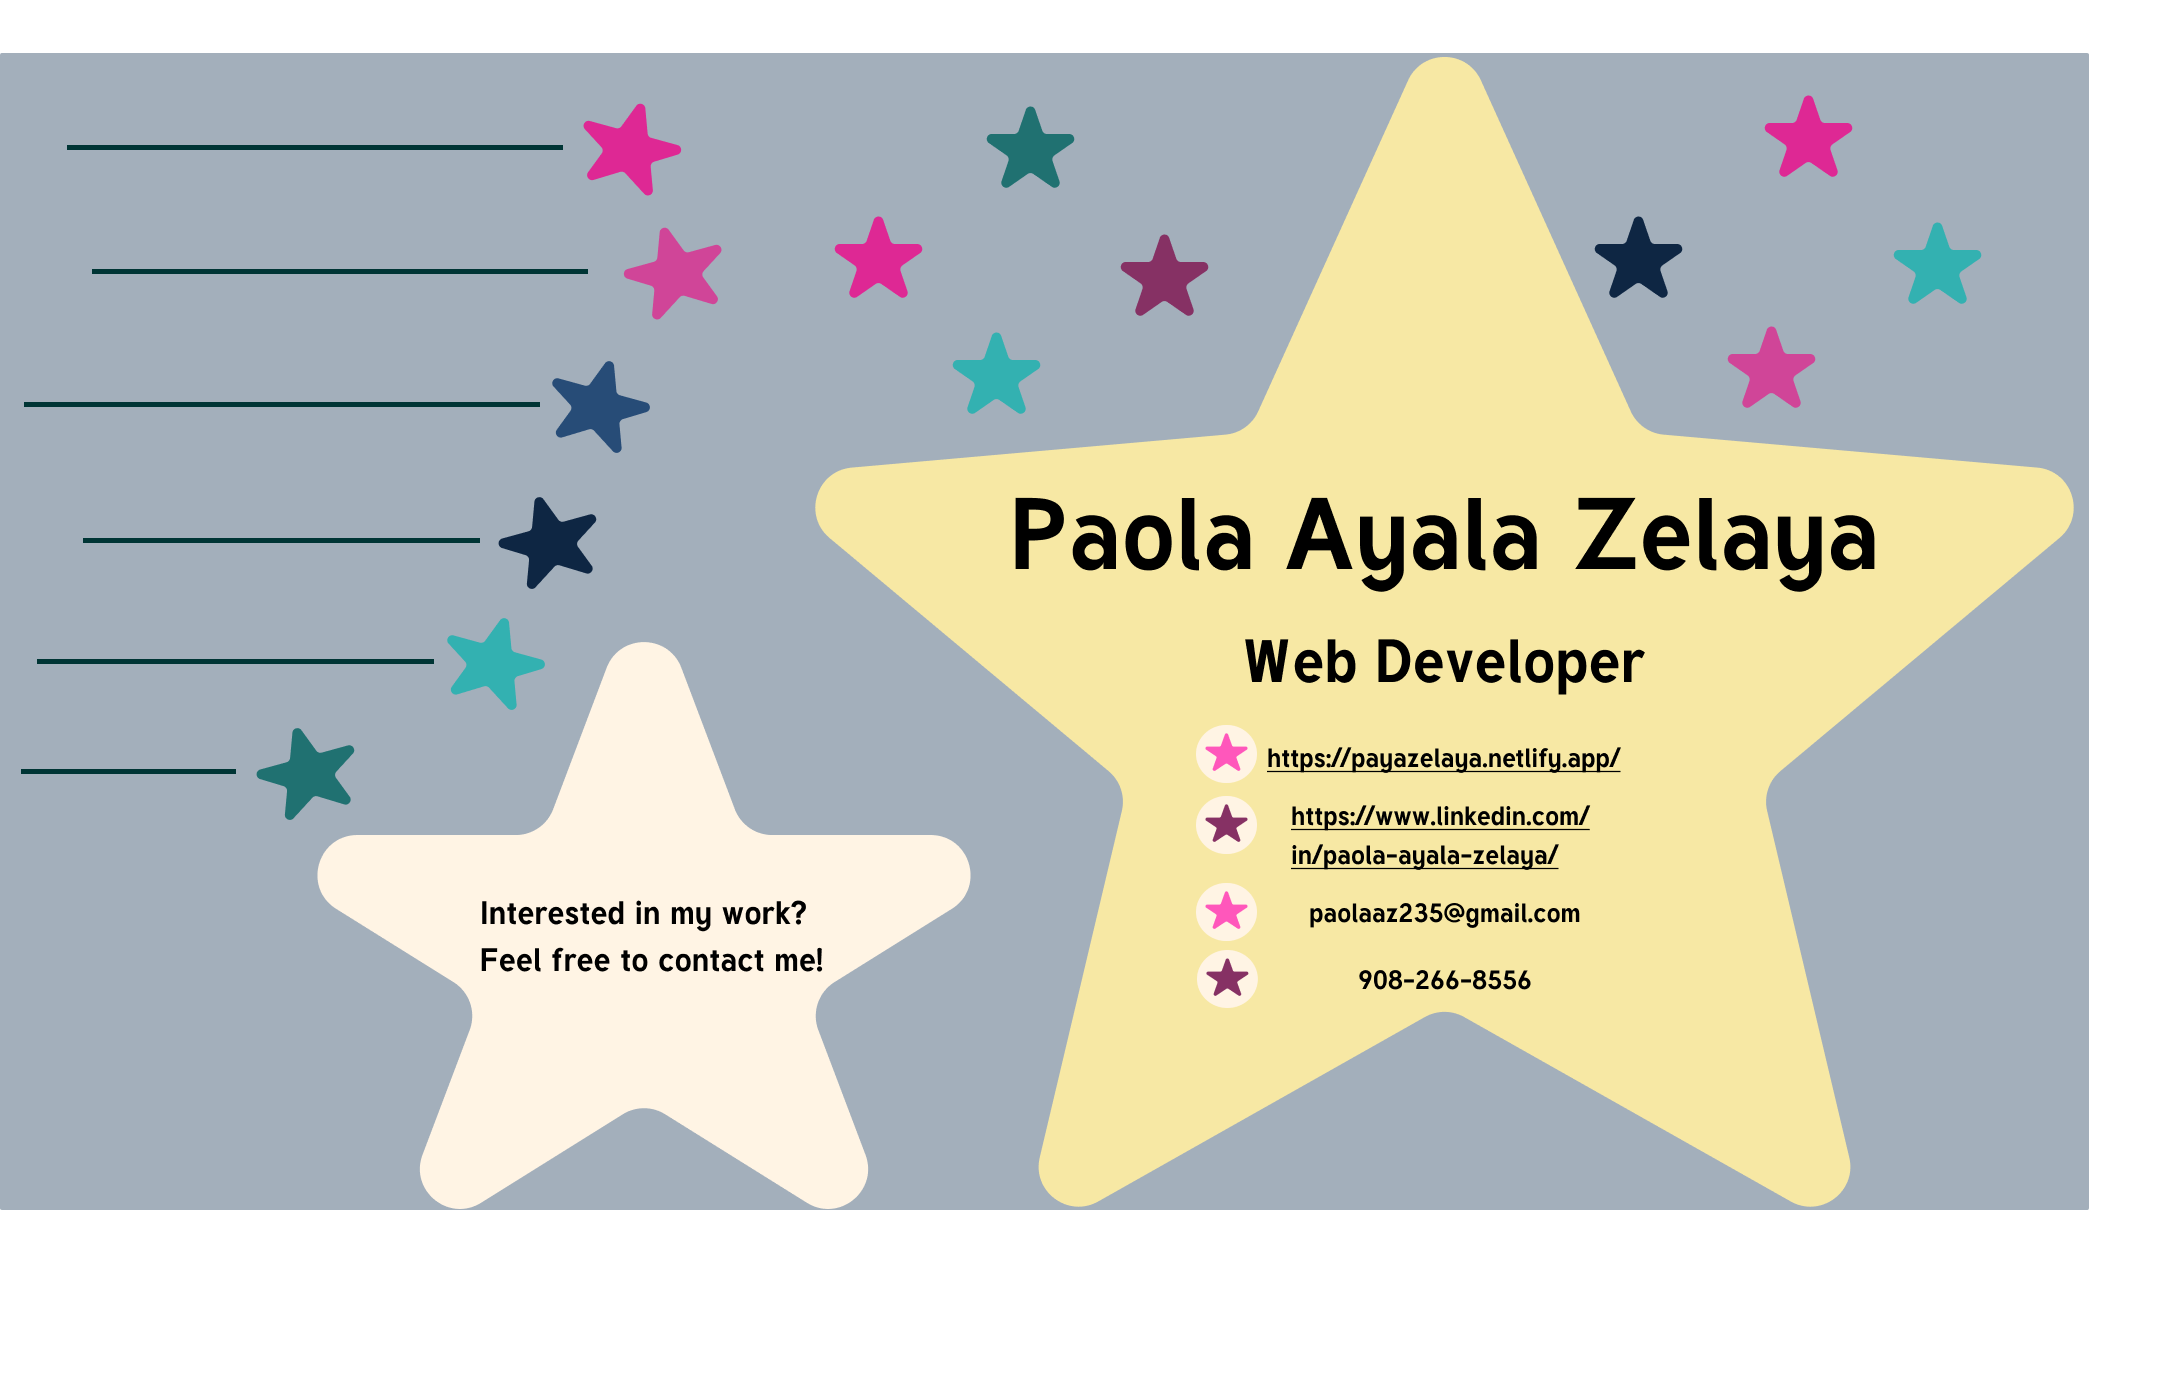 Paola Ayala Zelaya
Web Developer
https://payazelaya.netlify.app/
https://www.linkedin.com/
in/paola-ayala-zelaya/
paolaaz235@gmail.com
908-266-8556
Interested in my work?
Feel free to contact me!